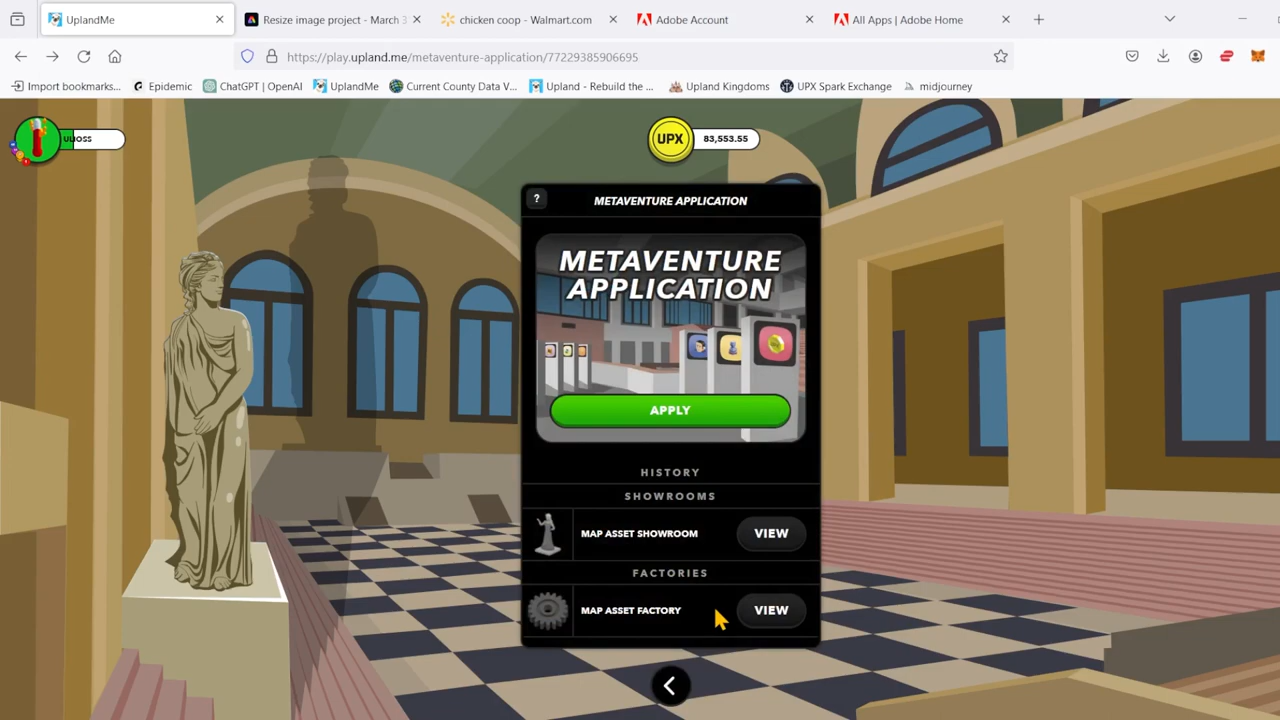 UplandMe
Resize image project - March 3
chicken coop - Walmart.com
Adobe Account
All Apps | Adobe Home
https://play.upland.me/metaventure-application/77229385906695
Import bookmarks...
Epidemic
ChatGPT | OpenAI
UplandMe
Current County Data V...
Upland - Rebuild the ...
Upland Kingdoms
UPX Spark Exchange
midjourney
UPX
83,553.55
?
METAVENTURE APPLICATION
METAVENTURE
APPLICATION
APPLY
HISTORY
SHOWROOMS
MAP ASSET SHOWROOM
VIEW
FACTORIES
MAP ASSET FACTORY
VIEW